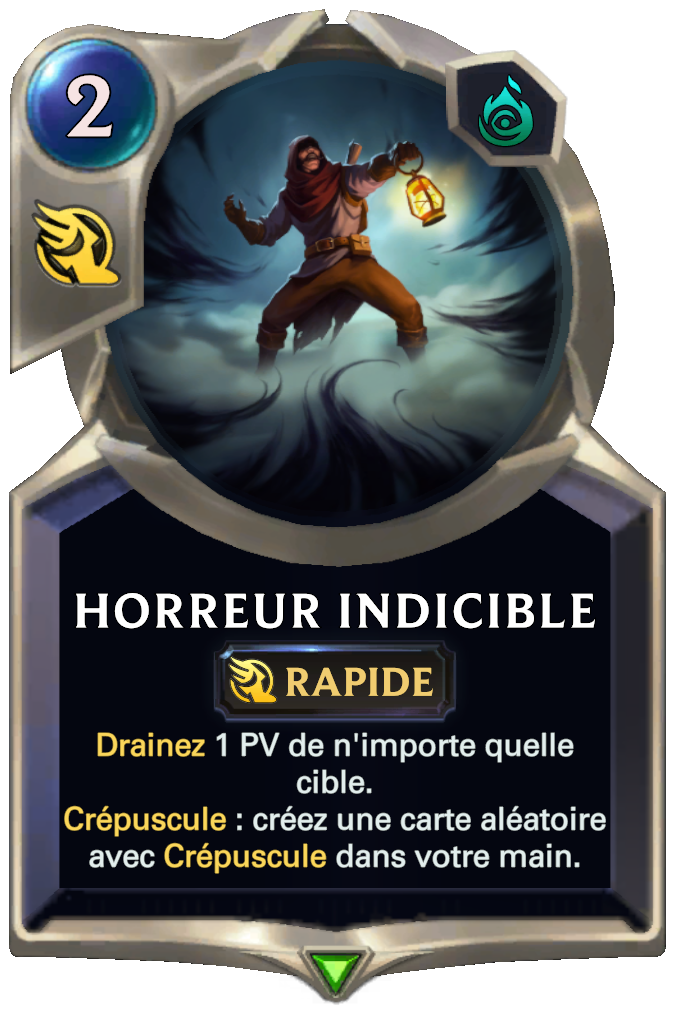 2
HORREUR INDICIBLE
RAPIDE
Drainez 1 PV de n'importe quelle
cible.
Crépuscule : créez une carte aléatoire
avec Crépuscule dans votre main.